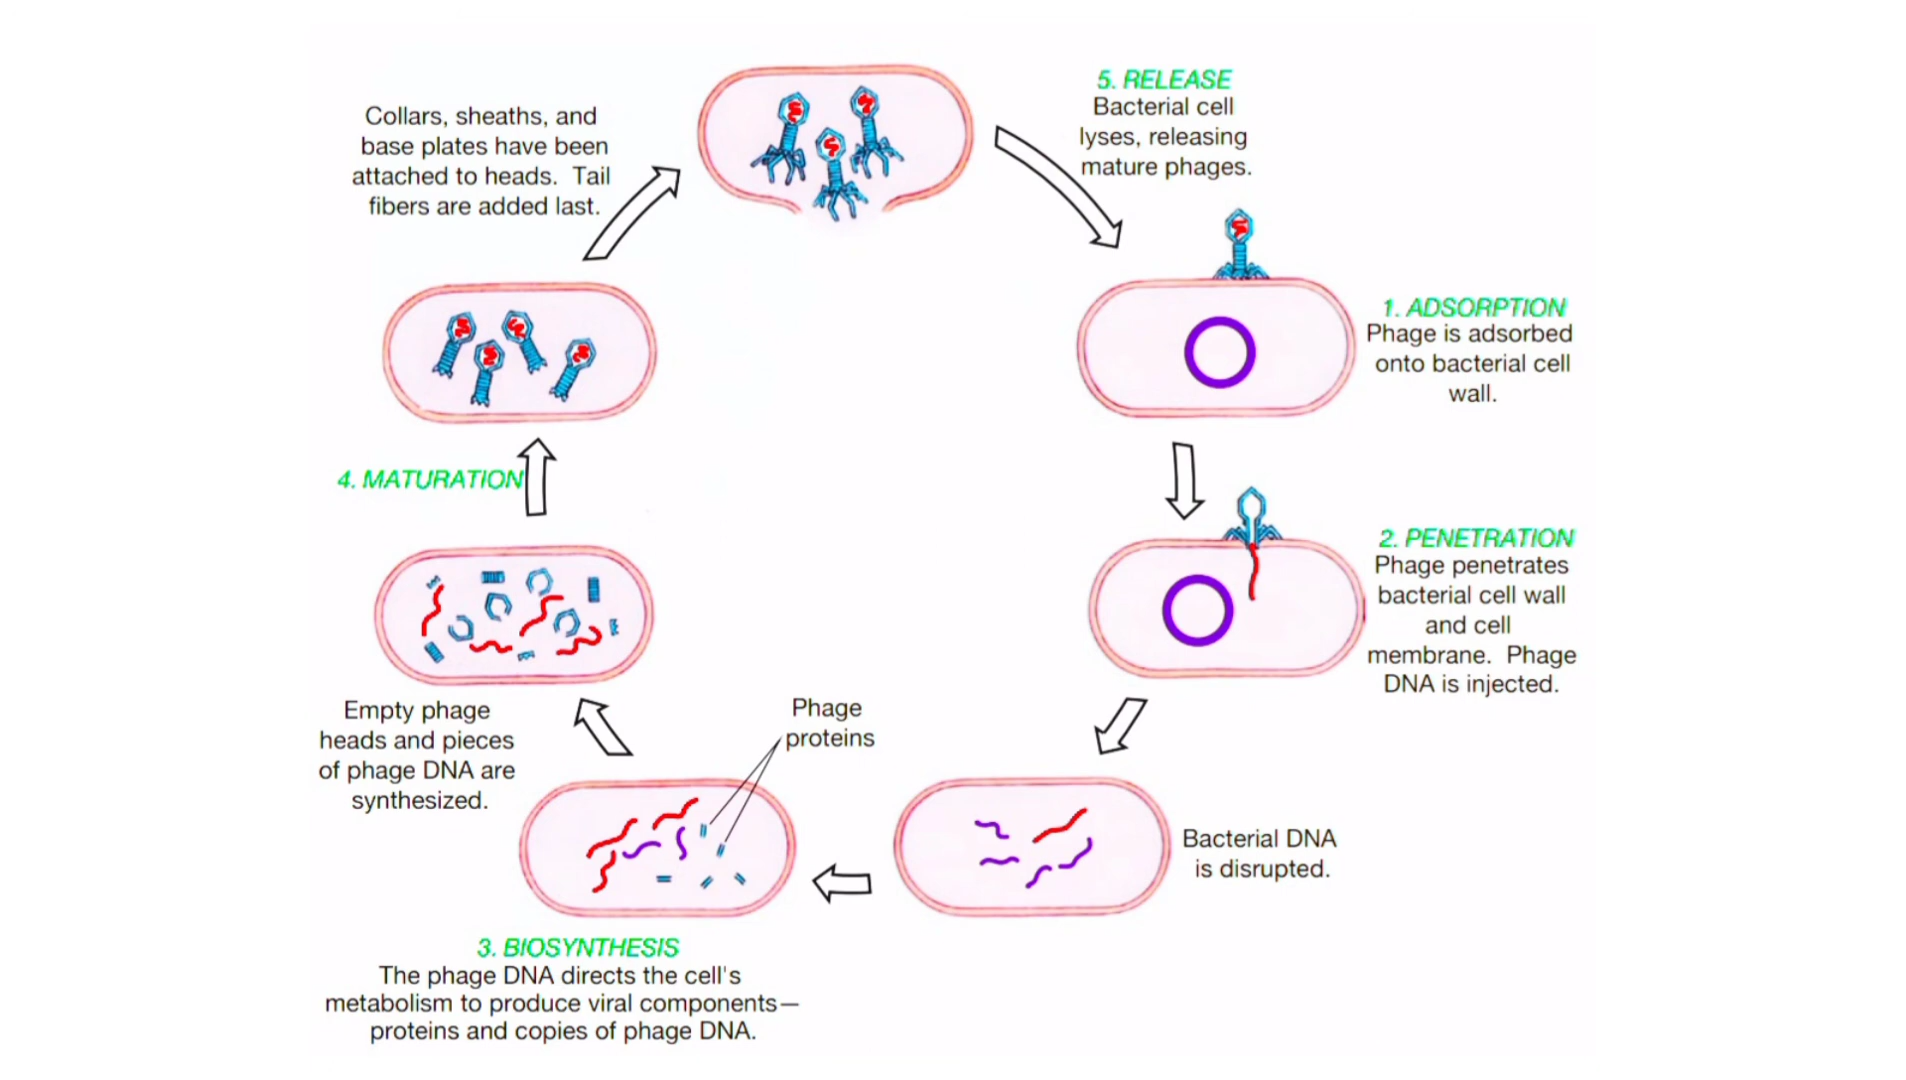 5. RELEASE
Bacterial cell
lyses, releasing
mature phages.
1. ADSORPTION
Phage is adsorbed
onto bacterial cell
wall.
2. PENETRATION
Phage penetrates
bacterial cell wall
and cell
membrane. Phage
DNA is injected.
Bacterial DNA
is disrupted.
Phage
proteins
3. BIOSYNTHESIS
The phage DNA directs the cell's
metabolism to produce viral components—
proteins and copies of phage DNA.
Empty phage
heads and pieces
of phage DNA are
synthesized.
4. MATURATION
Collars, sheaths, and
base plates have been
attached to heads. Tail
fibers are added last.